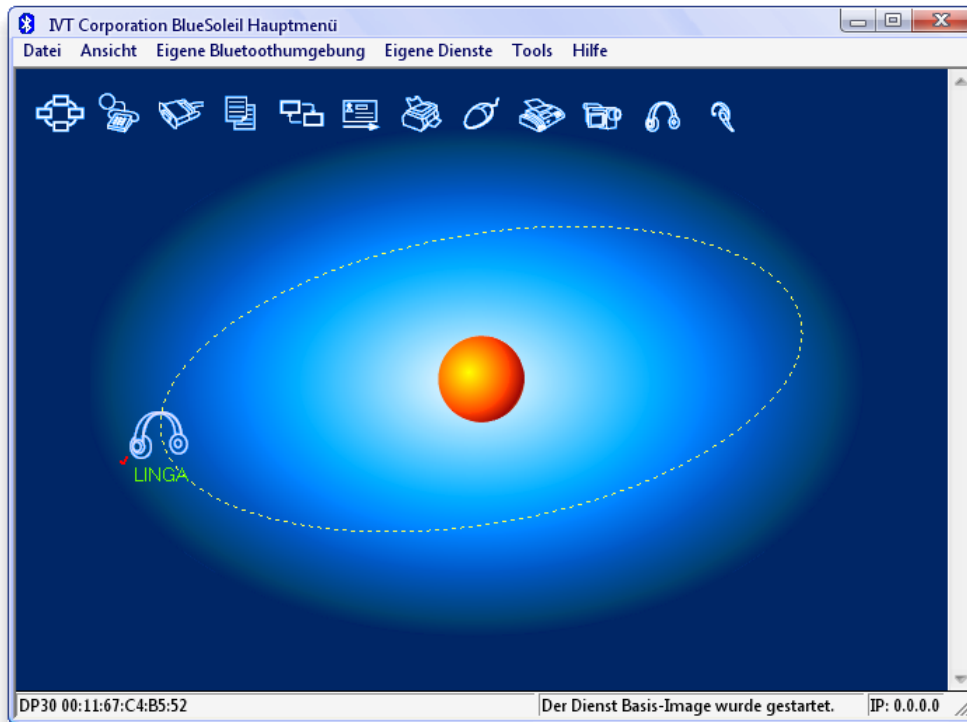 IVT Corporation BlueSoleil Hauptmenü
Datei Ansicht Eigene Bluetoothumgebung Eigene Dienste Tools Hilfe
LINGA
DP30 00:11:67:C4:B5:52 Der Dienst Basis-Image wurde gestartet. IP: 0.0.0.0